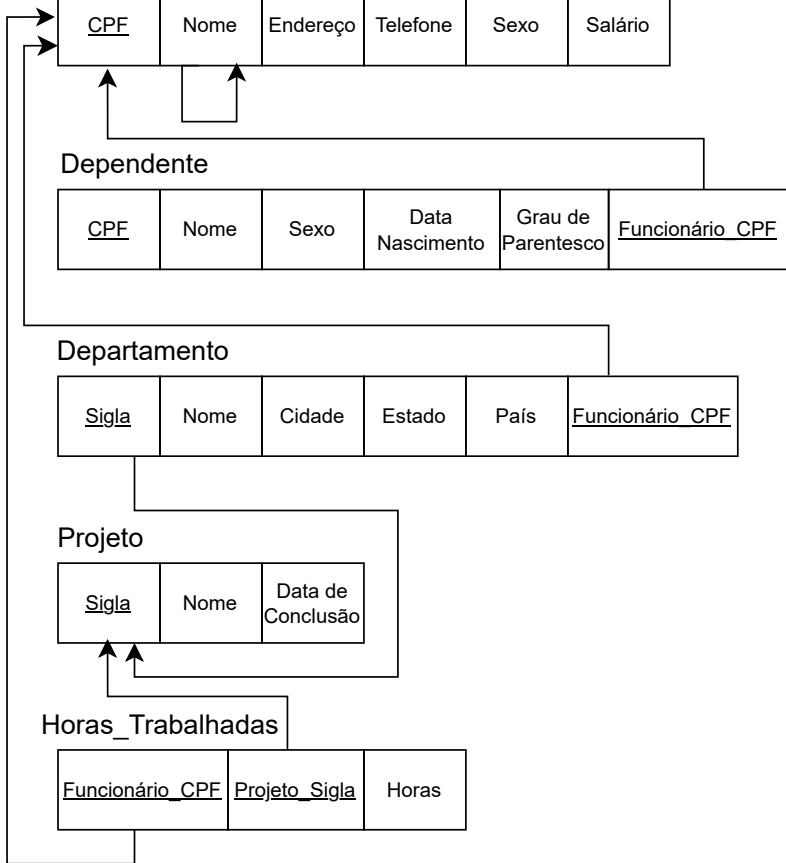 CPF Nome Endereço Telefone Sexo Salário
Dependente
CPF Nome Sexo Data Nascimento Grau de Parentesco Funcionário_CPF
Departamento
Sigla Nome Cidade Estado País Funcionário_CPF
Projeto
Sigla Nome Data de Conclusão
Horas_Trabalhadas
Funcionário_CPF Projeto_Sigla Horas